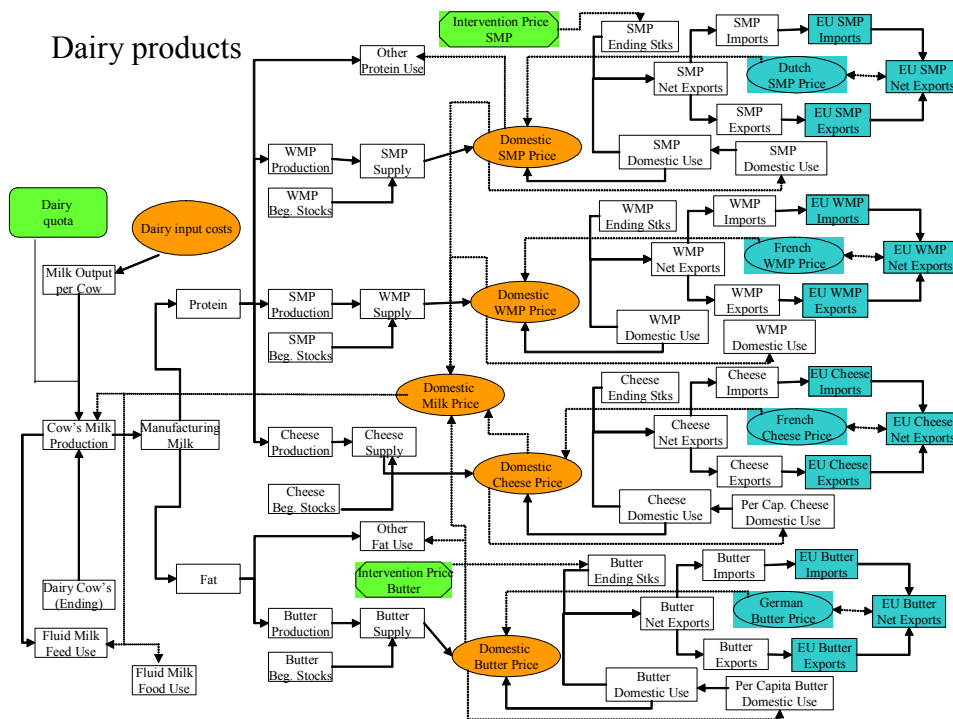 Dairy products
Intervention Price
SMP
Other
Protein Use
SMP
Ending Stks
SMP
Imports
EU SMP
Imports
SMP
Net Exports
Dutch
SMP Price
EU SMP
Net Exports
SMP
Exports
EU SMP
Exports
Domestic
SMP Price
WMP
Production
SMP
Supply
SMP
Domestic Use
SMP
Domestic Use
WMP
Beg. Stocks
Dairy
quota
Dairy input costs
WMP
Ending Stks
WMP
Imports
EU WMP
Imports
WMP
Net Exports
French
WMP Price
EU WMP
Net Exports
Milk Output
per Cow
Protein
SMP
Production
WMP
Supply
Domestic
WMP Price
WMP
Exports
EU WMP
Exports
SMP
Beg. Stocks
WMP
Domestic Use
WMP
Domestic Use
Domestic
Milk Price
Cheese
Ending Stks
Cheese
Imports
EU Cheese
Imports
Cow's Milk
Production
Manufacturing
Milk
Cheese
Production
Cheese
Supply
Cheese
Net Exports
French
Cheese Price
EU Cheese
Net Exports
Domestic
Cheese Price
Cheese
Exports
EU Cheese
Exports
Cheese
Beg. Stocks
Cheese
Domestic Use
Per Cap. Cheese
Domestic Use
Other
Fat Use
Intervention Price
Butter
Butter
Ending Stks
Butter
Imports
EU Butter
Imports
Dairy Cow's
(Ending)
Fat
Butter
Net Exports
German
Butter Price
EU Butter
Net Exports
Fluid Milk
Feed Use
Butter
Production
Butter
Supply
Domestic
Butter Price
Butter
Exports
EU Butter
Exports
Fluid Milk
Food Use
Butter
Beg. Stocks
Butter
Domestic Use
Per Capita Butter
Domestic Use